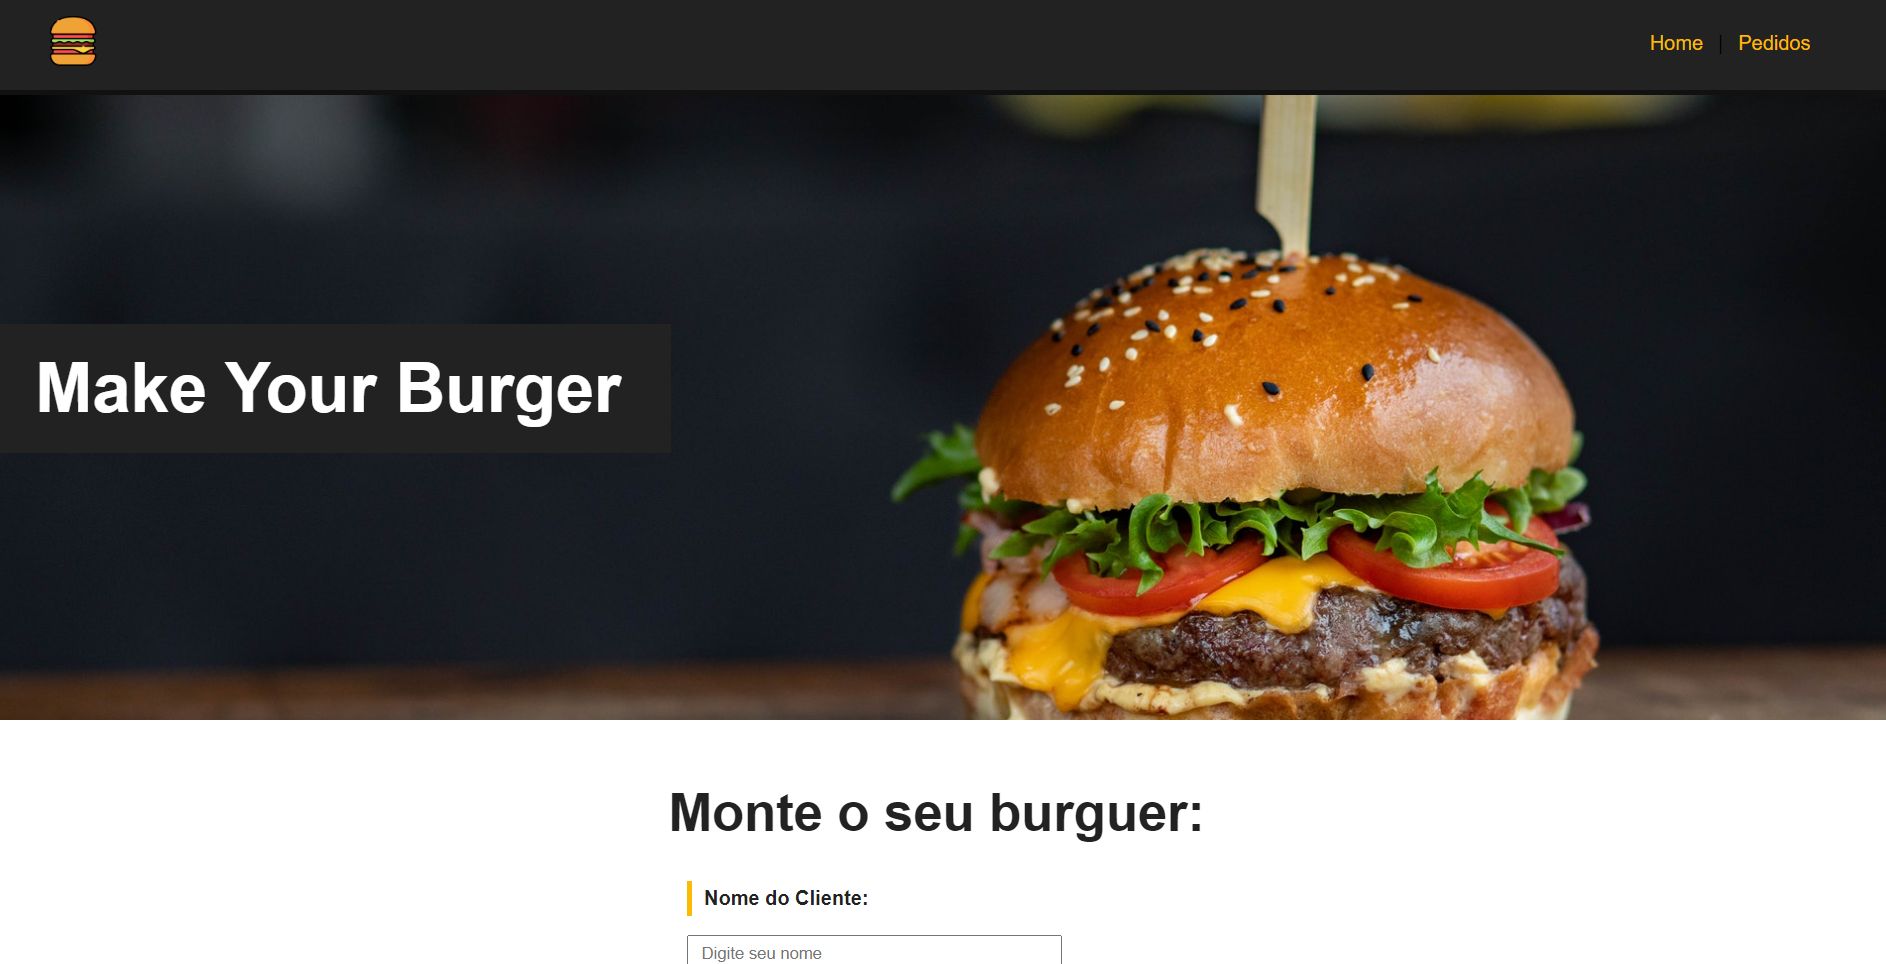 Home | Pedidos
Make Your Burger
Monte o seu burguer:
Nome do Cliente:
Digite seu nome